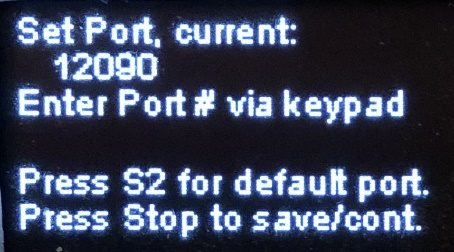 Set Port, current:
12090
Enter Port# via keypad
Press S2 for default port.
Press Stop to save/cont.